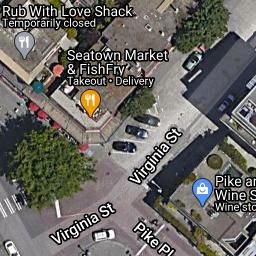 Rub With Love Shack
Temporarily closed
Seatown Market
& FishFry
Takeout • Delivery
Virginia St
Pike an
Wine S
Wine sto
Virginia St
Pike Pl